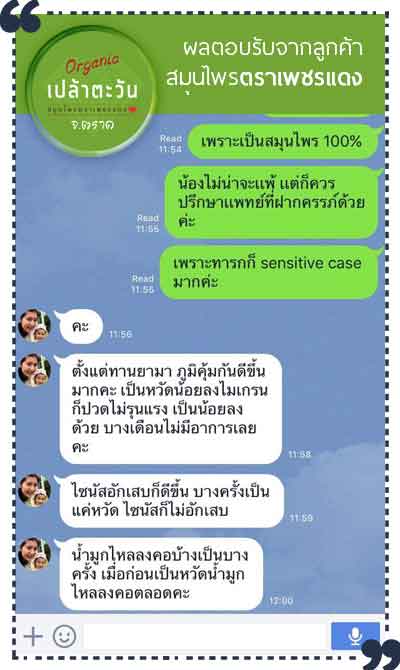 Organic
เปล้าตะวัน
สมุนไพรตราเพชรแดง
จ.ตราด
ผลตอบรับจากลูกค้า
สมุนไพรตราเพชรแดง
เพราะเป็นสมุนไพร 100%
Read
11:54
น้องไม่น่าจะแพ้ แต่ก็ควร
ปรึกษาแพทย์ที่ฝากครรภ์ด้วย
ค่ะ
Read
11:55
เพราะทารกก็ sensitive case
มากค่ะ
Read
11:55
คะ
11:56
ตั้งแต่ทานยามา ภูมิคุ้มกันดีขึ้น
มากคะ เป็นหวัดน้อยลงไมเกรน
ก็ปวดไม่รุนแรง เป็นน้อยลง
ด้วย บางเดือนไม่มีอาการเลย
คะ
11:58
ไซนัสอักเสบก็ดีขึ้น บางครั้งเป็น
แค่หวัด ไซนัสก็ไม่อักเสบ
11:59
น้ำมูกไหลลงคอบ้างเป็นบาง
ครั้ง เมื่อก่อนเป็นหวัดน้ำมูก
ไหลลงคอตลอดคะ
12:00